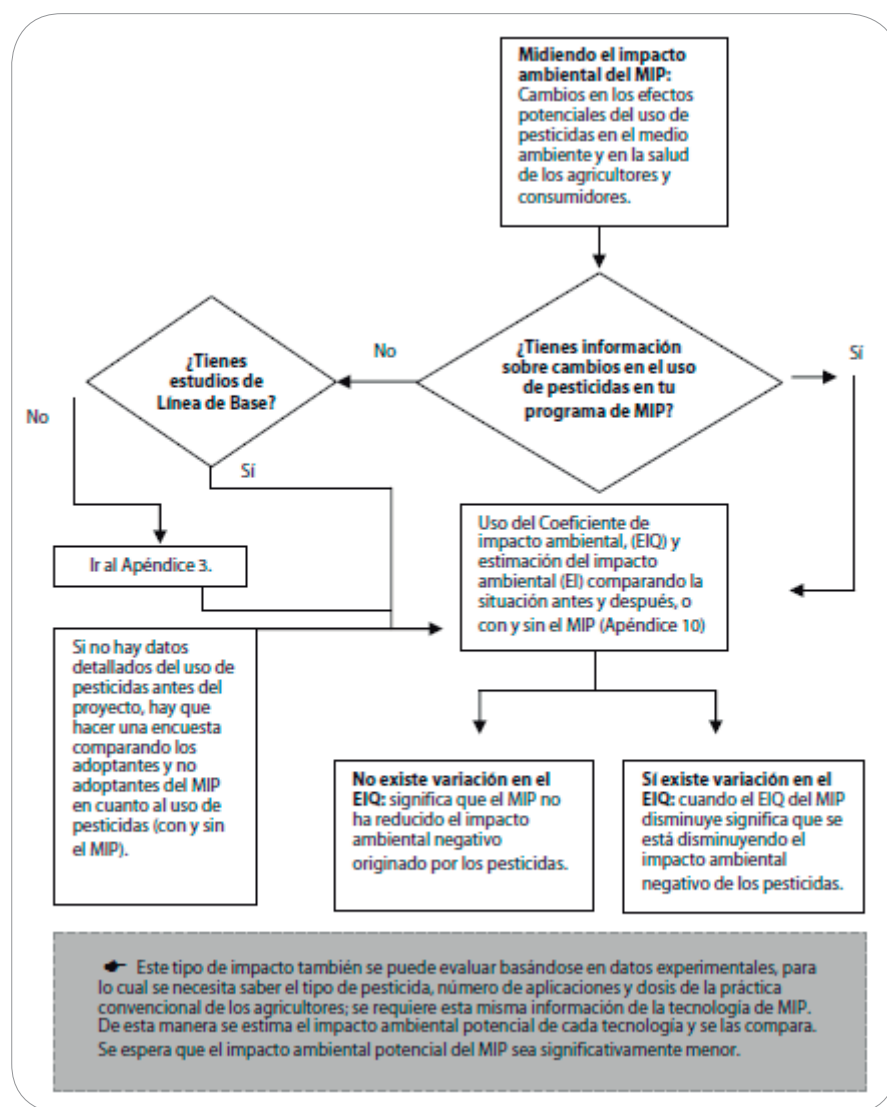 Midiendo el impacto
ambiental del MIP:
Cambios en los efectos
potenciales del uso de
pesticidas en el medio
ambiente y en la salud
de los agricultores y
consumidores.
¿Tienes información
sobre cambios en el uso
de pesticidas en tu
programa de MIP?
No
Sí
¿Tienes
estudios de
Línea de Base?
No
Sí
Ir al Apéndice 3.
Uso del Coeficiente de
impacto ambiental, (EIQ) y
estimación del impacto
ambiental (EI) comparando la
situación antes y después, o
con y sin el MIP (Apéndice 10)
Si no hay datos
detallados del uso de
pesticidas antes del
proyecto, hay que
hacer una encuesta
comparando los
adoptantes y no
adoptantes del MIP
en cuanto al uso de
pesticidas (con y sin
el MIP).
No existe variación en el
EIQ: significa que el MIP no
ha reducido el impacto
ambiental negativo
originado por los pesticidas.
Sí existe variación en el
EIQ: cuando el EIQ del MIP
disminuye significa que se
está disminuyendo el
impacto ambiental
negativo de los pesticidas.
Este tipo de impacto también se puede evaluar basándose en datos experimentales, para
lo cual se necesita saber el tipo de pesticida, número de aplicaciones y dosis de la práctica
convencional de los agricultores; se requiere esta misma información de la tecnología de MIP.
De esta manera se estima el impacto ambiental potencial de cada tecnología y se las compara.
Se espera que el impacto ambiental potencial del MIP sea significativamente menor.